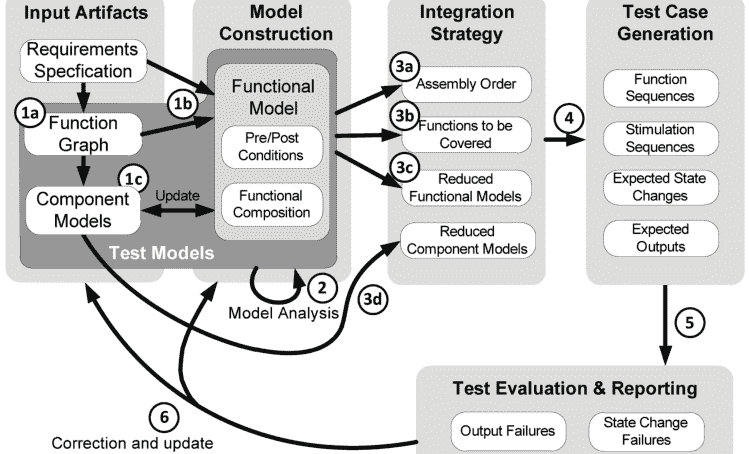 Input Artifacts
Requirements
Specfication
1a
Function
Graph
1b
1c
Component
Models
Update
Test Models
Model
Construction
Functional
Model
Pre/Post
Conditions
Functional
Composition
2
Model Analysis
Integration
Strategy
3a
Assembly Order
3b
Functions to be
Covered
3c
Reduced
Functional Models
Reduced
Component Models
3d
4
Test Case
Generation
Function
Sequences
Stimulation
Sequences
Expected State
Changes
Expected
Outputs
5
Test Evaluation & Reporting
Output Failures
State Change
Failures
6
Correction and update